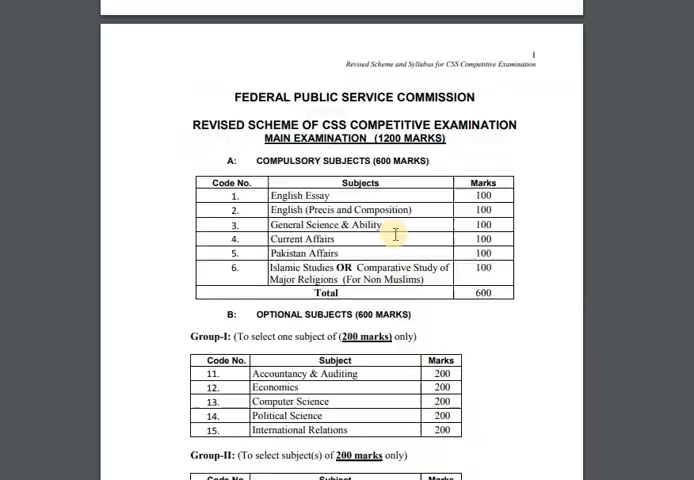 1
Revised Scheme and Syllabus for CSS Competitive Examination
FEDERAL PUBLIC SERVICE COMMISSION
REVISED SCHEME OF CSS COMPETITIVE EXAMINATION
MAIN EXAMINATION (1200 MARKS)
A: COMPULSORY SUBJECTS (600 MARKS)
Code No. Subjects Marks
1. English Essay 100
2. English (Precis and Composition) 100
3. General Science & Ability 100
4. Current Affairs 100
5. Pakistan Affairs 100
6. Islamic Studies OR Comparative Study of 100
Major Religions (For Non Muslims)
Total 600
B: OPTIONAL SUBJECTS (600 MARKS)
Group-I: (To select one subject of (200 marks) only)
Code No. Subject Marks
11. Accountancy & Auditing 200
12. Economics 200
13. Computer Science 200
14. Political Science 200
15. International Relations 200
Group-II: (To select subject(s) of 200 marks only)
Code No. Subject Marks